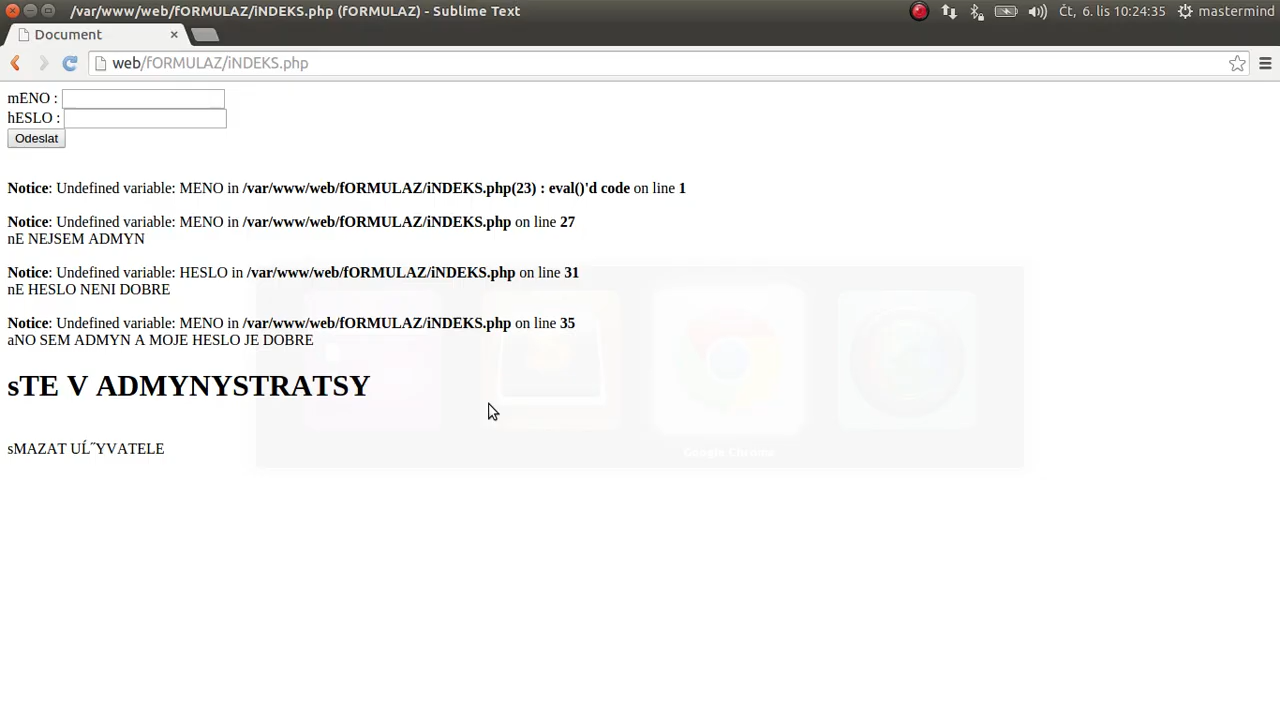 /var/www/web/fORMULAZ/iNDEKS.php (fORMULAZ) - Sublime Text
Čt, 6. lis 10:24:35
mastermind
Document
web/fORMULAZ/iNDEKS.php
mENO :
hESLO :
Odeslat
Notice: Undefined variable: MENO in /var/www/web/fORMULAZ/iNDEKS.php(23) : eval()'d code on line 1
Notice: Undefined variable: MENO in /var/www/web/fORMULAZ/iNDEKS.php on line 27
nE NEJSEM ADMYN
Notice: Undefined variable: HESLO in /var/www/web/fORMULAZ/iNDEKS.php on line 31
nE HESLO NENI DOBRE
Notice: Undefined variable: MENO in /var/www/web/fORMULAZ/iNDEKS.php on line 35
aNO SEM ADMYN A MOJE HESLO JE DOBRE
sTE V ADMYNYSTRATSY
sMAZAT UĹ˝YVATELE
Google Chrome